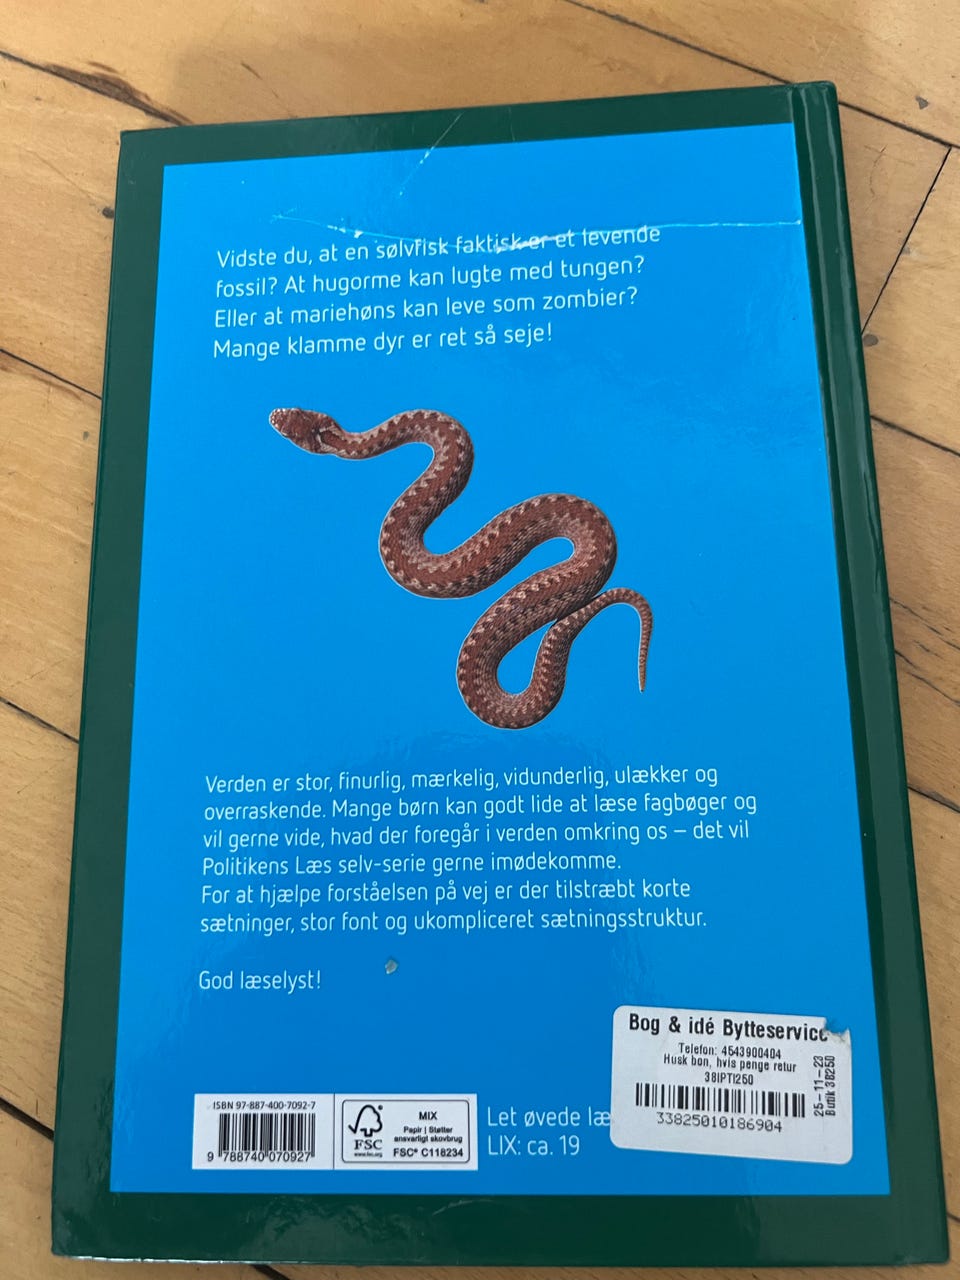 Vidste du, at en sølvfisk faktisk er et levende
fossil? At hugorme kan lugte med tungen?
Eller at mariehøns kan leve som zombier?
Mange klamme dyr er ret så seje!
Verden er stor, finurlig, mærkelig, vidunderlig, ulækker og
overraskende. Mange børn kan godt lide at læse fagbøger og
vil gerne vide, hvad der foregår i verden omkring os – det vil
Politikens Læs selv-serie gerne imødekomme.
For at hjælpe forståelsen på vej er der tilstræbt korte
sætninger, stor font og ukompliceret sætningsstruktur.
God læselyst!
ISBN 97-887-400-7092-7
9 788740 070927
FSC
www.fsc.org
MIX
Papir | Støtter
ansvarligt skovbrug
FSC® C118234
Let øvede læ
LIX: ca. 19
Bog & idé Bytteservice
Telefon: 4543900404
Husk bon, hvis penge retur
38IPTI250
33825010186904
25-11-23
Butik 38250